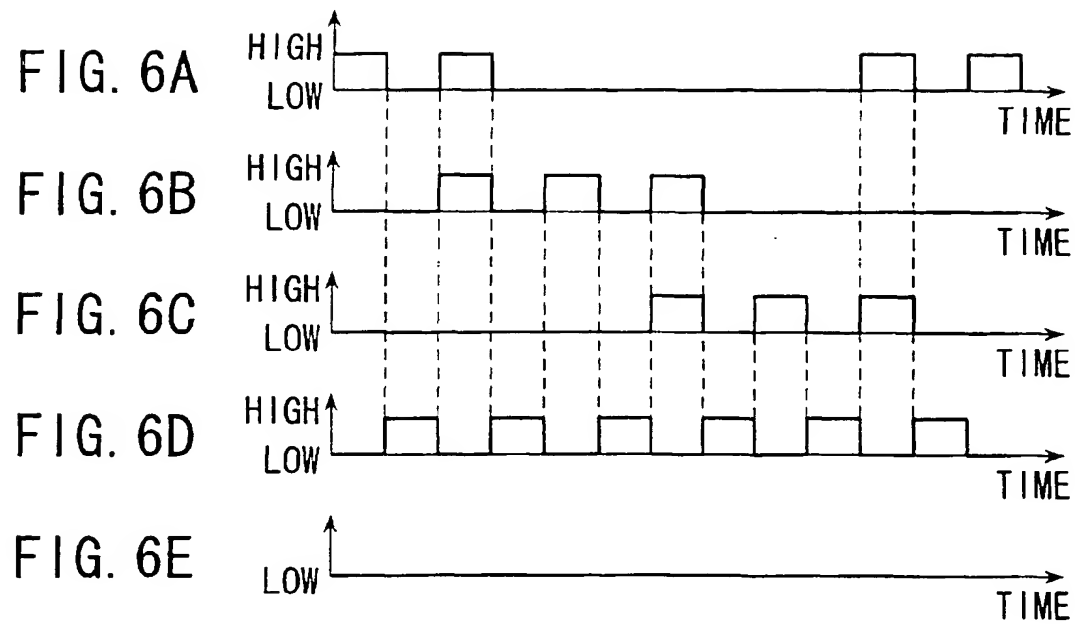 FIG. 6A
HIGH
LOW
TIME
FIG. 6B
HIGH
LOW
TIME
FIG. 6C
HIGH
LOW
TIME
FIG. 6D
HIGH
LOW
TIME
FIG. 6E
LOW
TIME